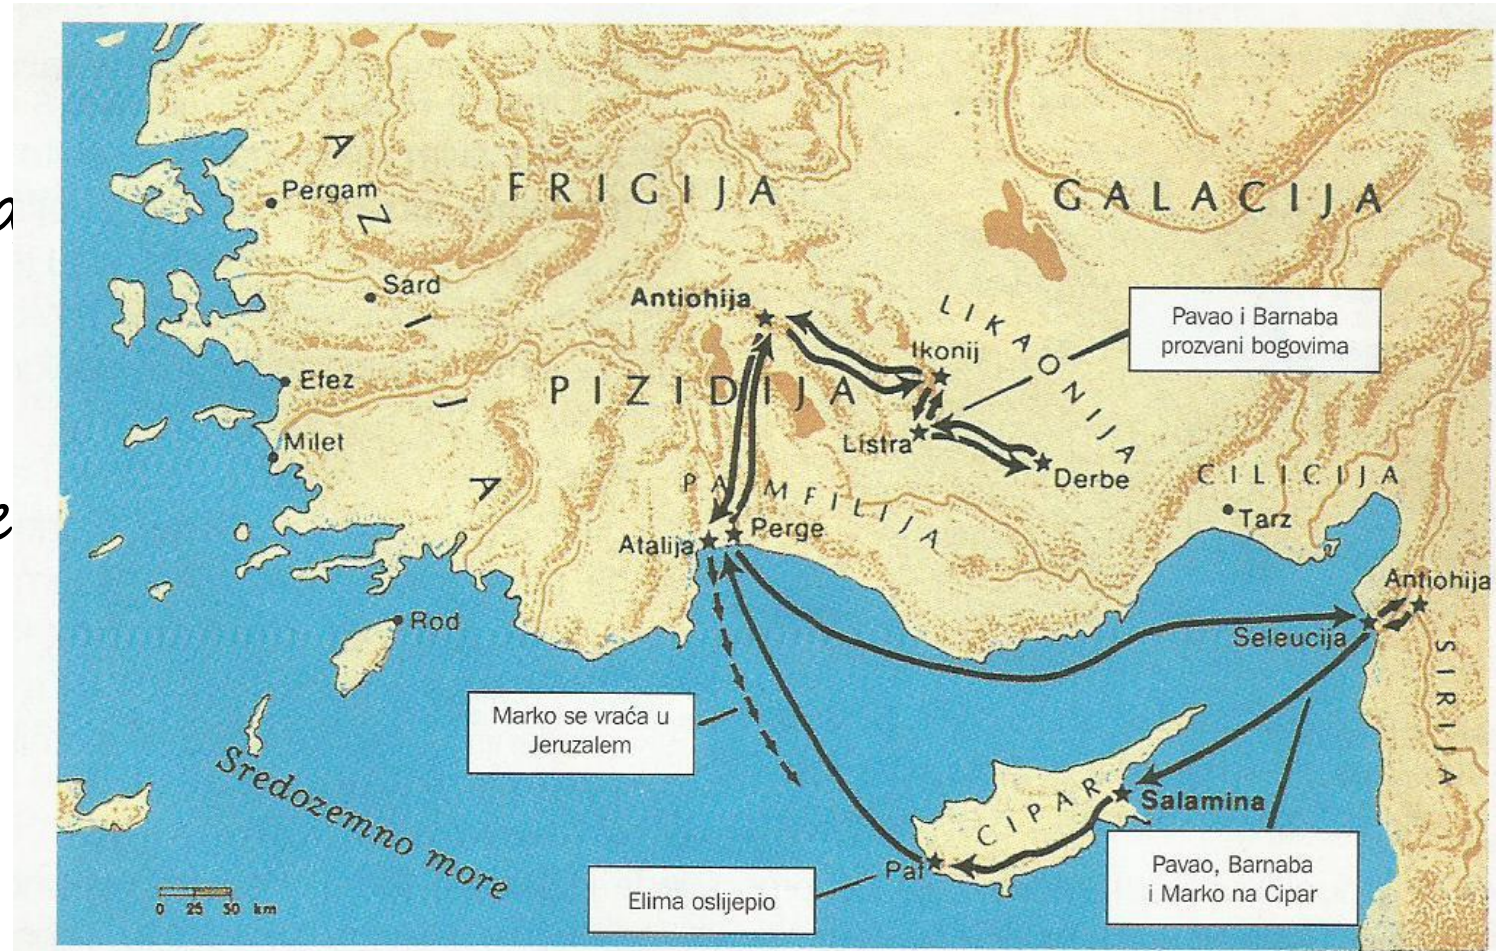 A Z I J A
Pergam
FRIGIJA
GALACIJA
Sard
Antiohija
LIKAONIJA
Pavao i Barnaba
prozvani bogovima
Ikonij
Efez
PIZIDIJA
Milet
Listra
Derbe
CILICIJA
PAMFILIJA
Tarz
Atalija
Perge
Antiohija
Rod
Seleucija
SIRIJA
Marko se vraća u
Jeruzalem
Sredozemno more
CIPAR
Salamina
Paf
Elima oslijepio
Pavao, Barnaba
i Marko na Cipar
0 25 50 km